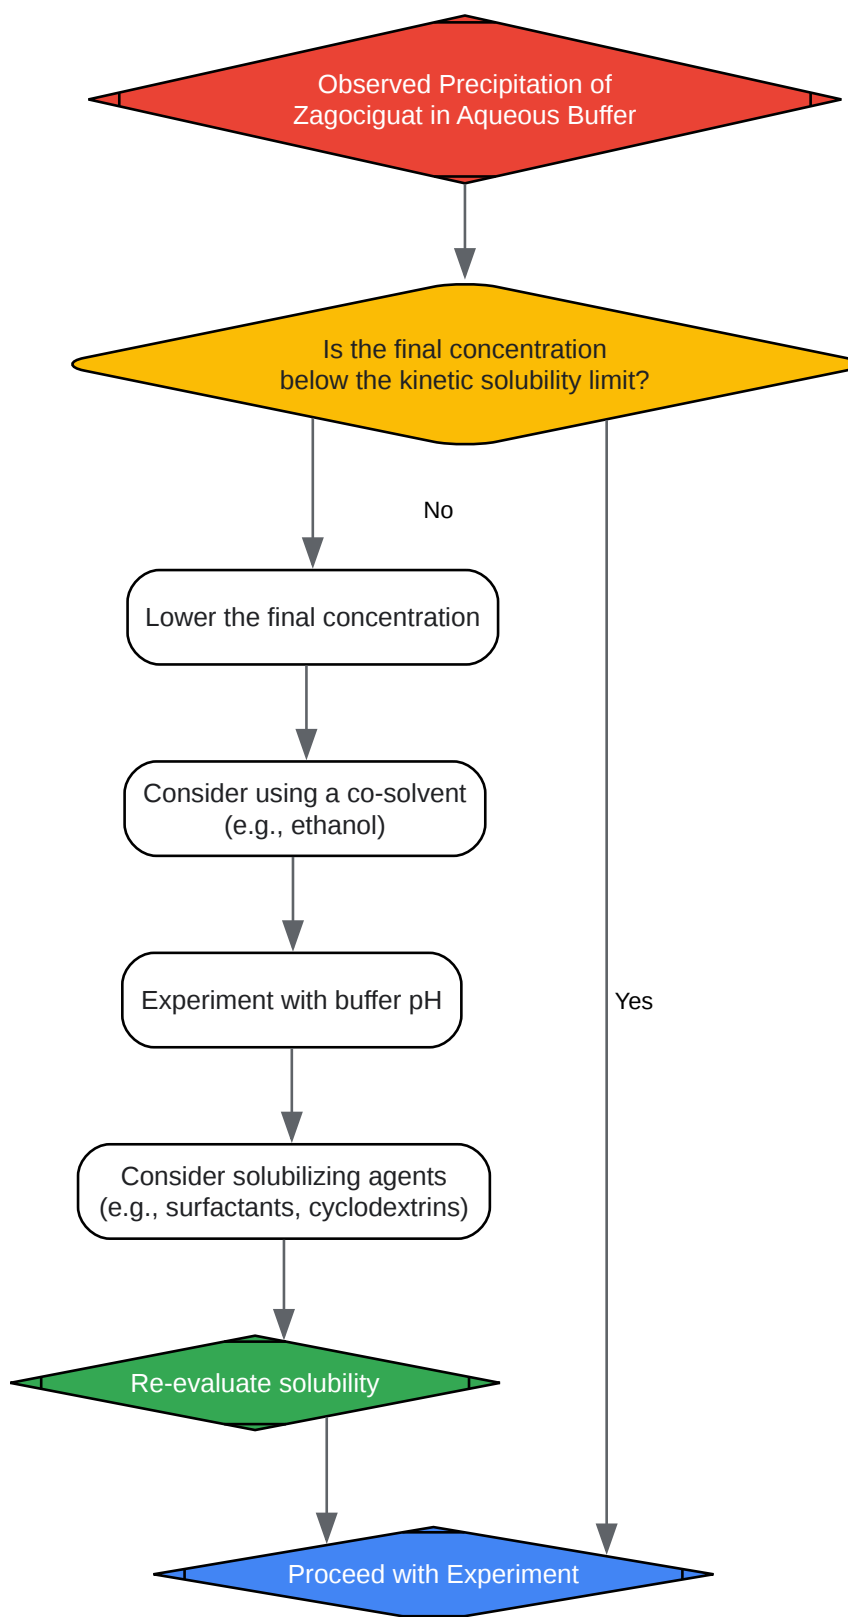 Observed Precipitation of
Zagociguat in Aqueous Buffer
Is the final concentration
below the kinetic solubility limit?
No
Lower the final concentration
Consider using a co-solvent
(e.g., ethanol)
Experiment with buffer pH
Yes
Consider solubilizing agents
(e.g., surfactants, cyclodextrins)
Re-evaluate solubility
Proceed with Experiment